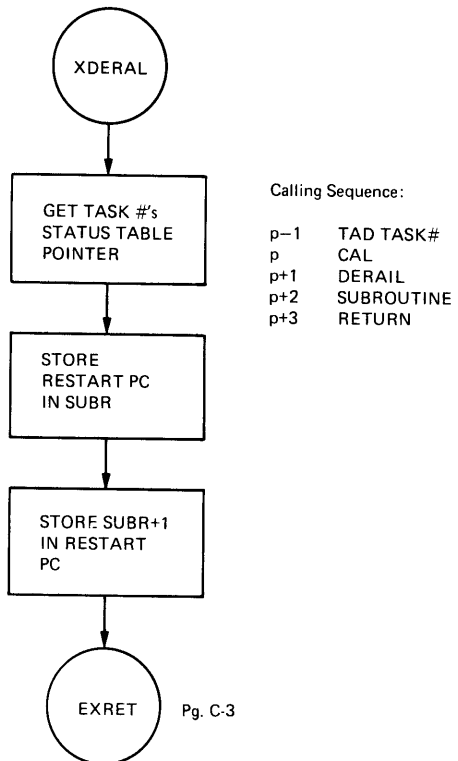 XDERAL
GET TASK #'s
STATUS TABLE
POINTER
Calling Sequence:
p−1 TAD TASK#
p CAL
p+1 DERAIL
p+2 SUBROUTINE
p+3 RETURN
STORE
RESTART PC
IN SUBR
STORE SUBR+1
IN RESTART
PC
EXRET
Pg. C-3